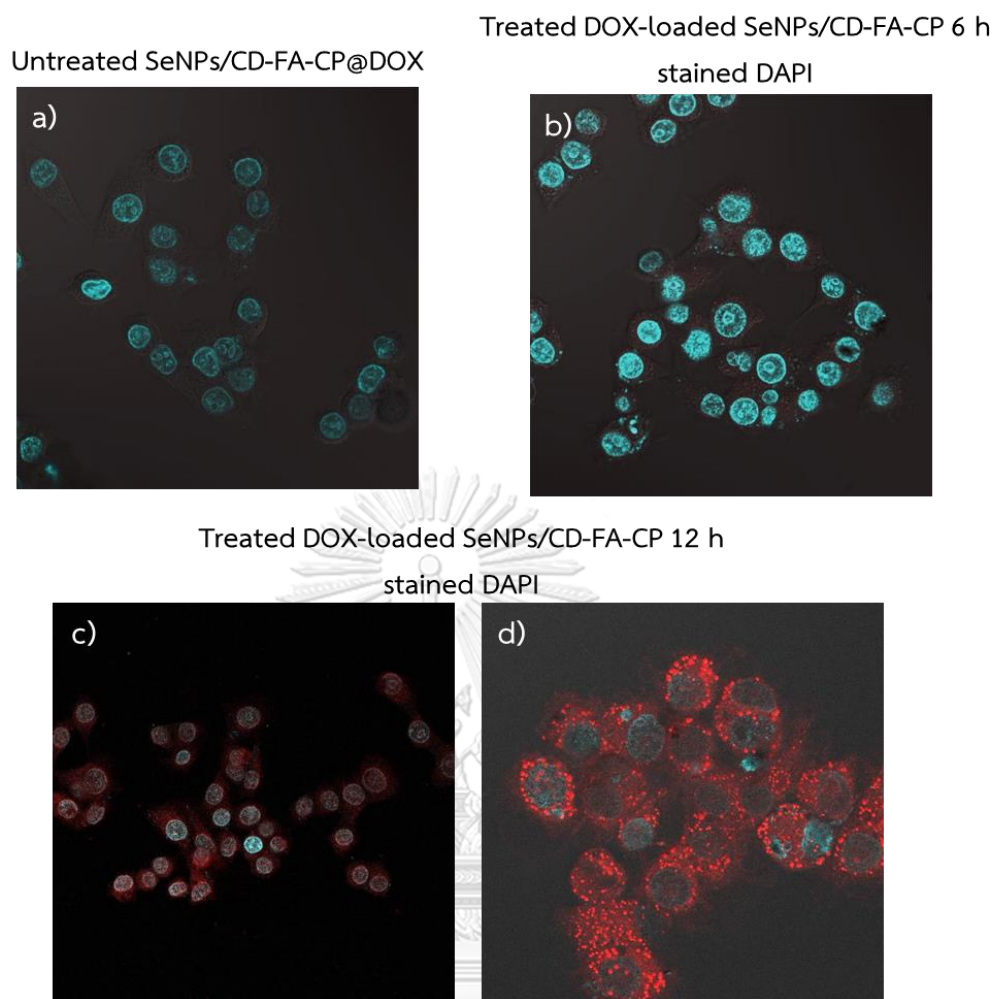 Treated DOX-loaded SeNPs/CD-FA-CP 6 h
Untreated SeNPs/CD-FA-CP@DOX
stained DAPI
a)
b)
Treated DOX-loaded SeNPs/CD-FA-CP 12 h
stained DAPI
c)
d)